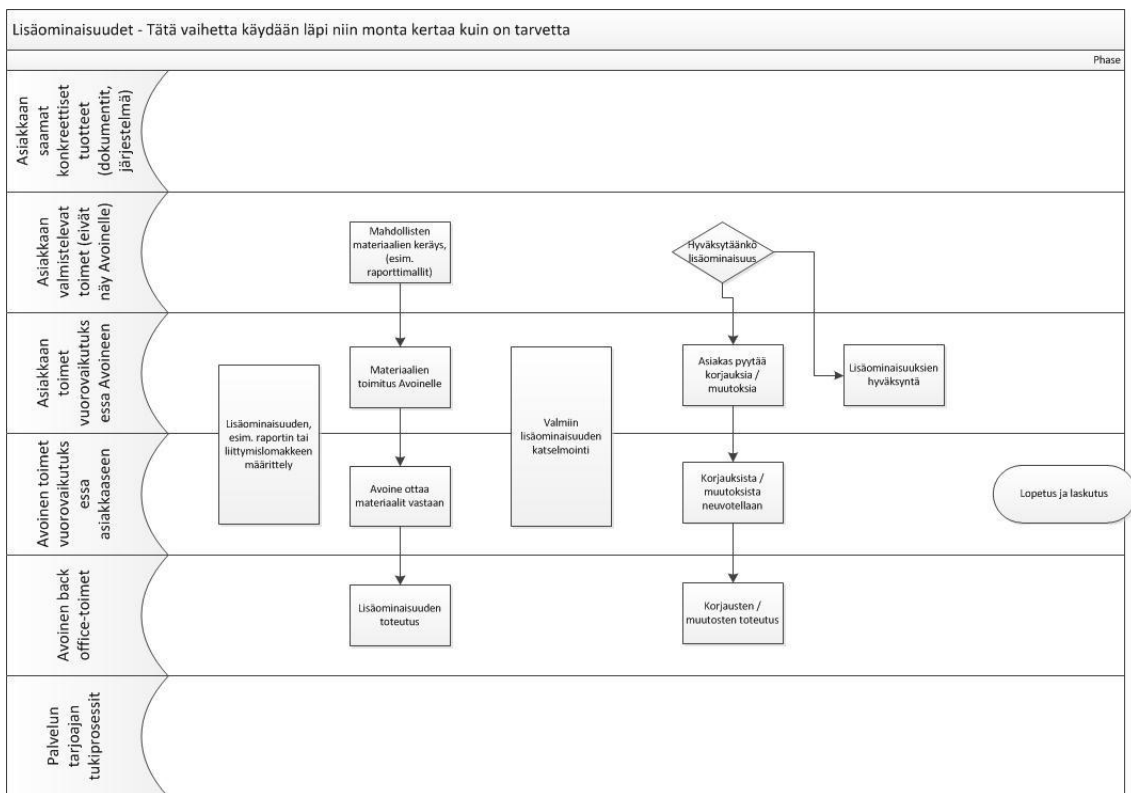 Lisäominaisuudet - Tätä vaihetta käydään läpi niin monta kertaa kuin on tarvetta
Phase
Asiakkaan
saamat
konkreettiset
tuotteet
(dokumentit,
järjestelmä)
Asiakkaan
valmistelevat
toimet (eivät
näy Avoinelle)
Mahdollisten
materiaalien keräys,
(esim.
raporttimallit)
Hyväksytäänkö
lisäominaisuus
Asiakkaan
toimet
vuorovaikutuks
essa Avoineen
Lisäominaisuuden,
esim. raportin tai
liittymislomakkeen
määrittely
Materiaalien
toimitus Avoinelle
Valmiin
lisäominaisuuden
katselmointi
Asiakas pyytää
korjauksia /
muutoksia
Lisäominaisuuksien
hyväksyntä
Avoinen toimet
vuorovaikutuks
essa
asiakkaaseen
Avoine ottaa
materiaalit vastaan
Korjauksista /
muutoksista
neuvotellaan
Lopetus ja laskutus
Avoinen back
office-toimet
Lisäominaisuuden
toteutus
Korjausten /
muutosten toteutus
Palvelun
tarjoajan
tukiprosessit